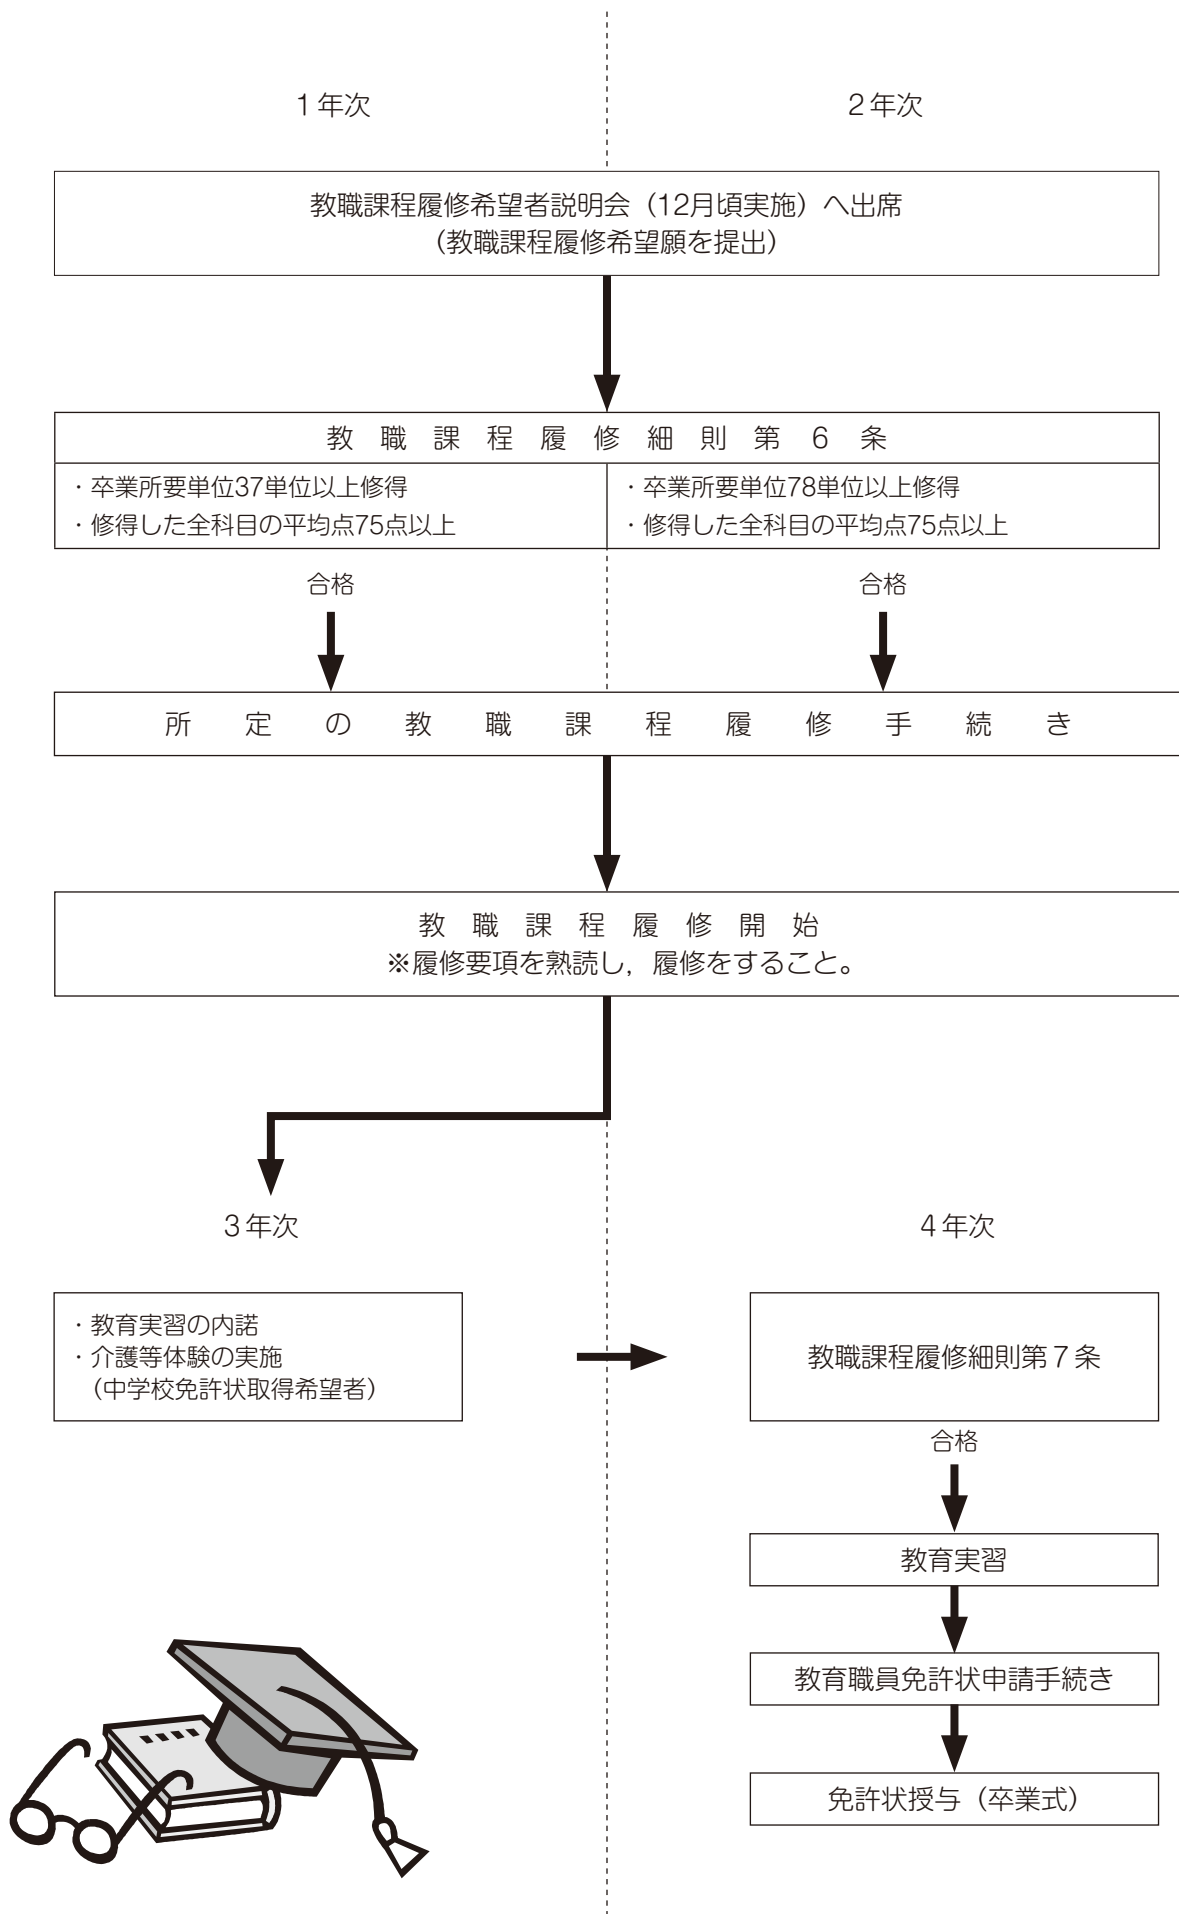 1年次
2年次
教職課程履修希望者説明会（12月頃実施）へ出席
（教職課程履修希望願を提出）
教職課程履修細則第6条
・卒業所要単位37単位以上修得
・修得した全科目の平均点75点以上
・卒業所要単位78単位以上修得
・修得した全科目の平均点75点以上
合格
合格
所定の教職課程履修手続き
教職課程履修開始
※履修要項を熟読し，履修をすること。
3年次
4年次
・教育実習の内諾
・介護等体験の実施
（中学校免許状取得希望者）
教職課程履修細則第7条
合格
教育実習
教育職員免許状申請手続き
免許状授与（卒業式）